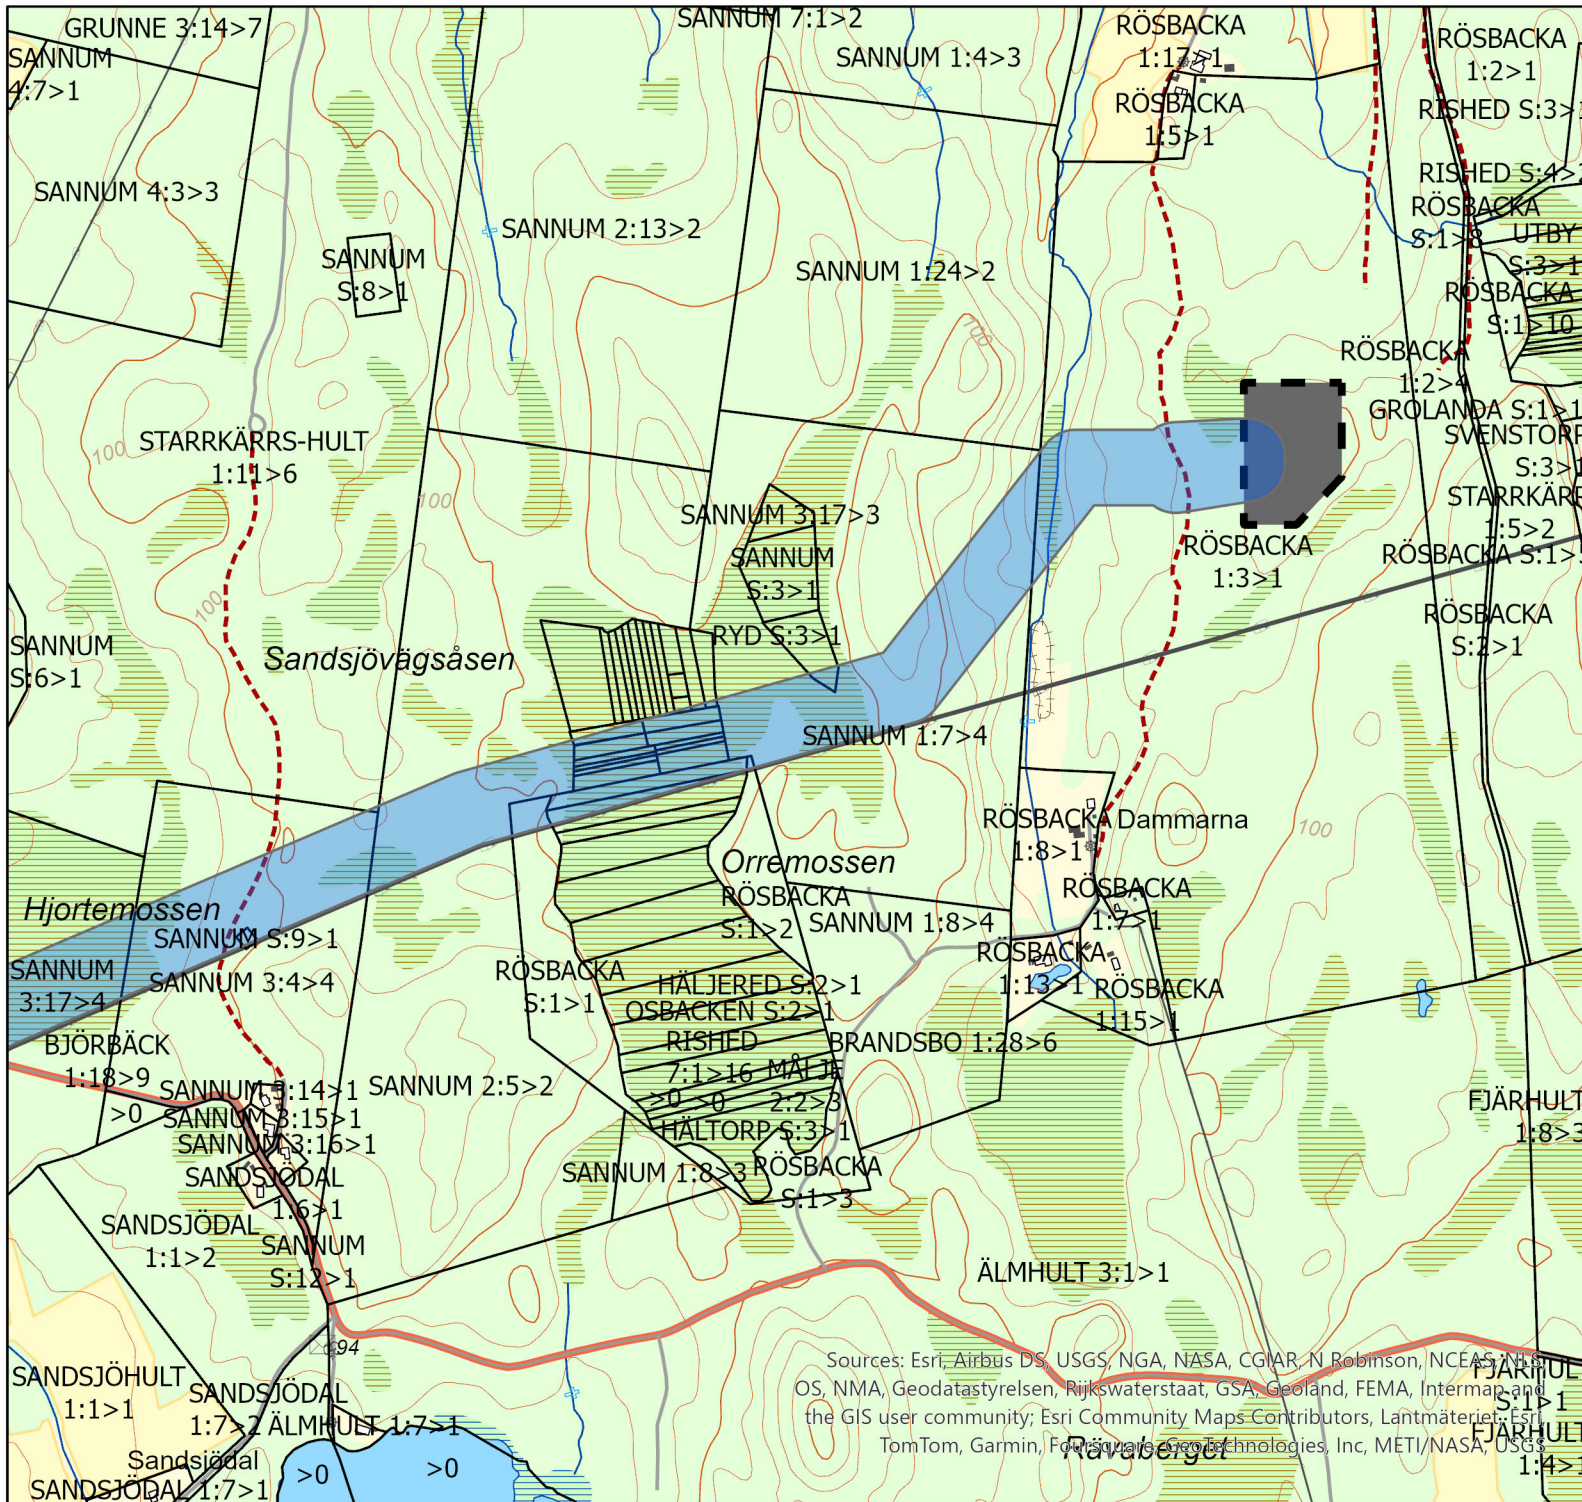 GRUNNE 3:14>7
SANNUM
4:7>1
SANNUM 7:1>2
SANNUM 1:4>3
RÖSBACKA
1:17>1
RÖSBACKA
1:2>1
RÖSBACKA
1:5>1
RISHED S:3>1
SANNUM 4:3>3
RISHED S:4>2
SANNUM 2:13>2
RÖSBACKA
S:1>8
UTBY
S:3>1
SANNUM
S:8>1
SANNUM 1:24>2
RÖSBACKA
S:1>10
100
RÖSBACKA
1:2>4
GROLANDA S:1>1
STARRKÄRRS-HULT
1:11>6
100
SVENSTORP
S:3>1
100
SANNUM 3:17>3
STARRKÄRR
1:5>2
SANNUM
S:3>1
RÖSBACKA
1:3>1
RÖSBACKA S:1>
100
RÖSBACKA
S:2>1
SANNUM
S:6>1
RYD S:3>1
Sandsjövägsåsen
SANNUM 1:7>4
RÖSBACKA
1:8>1
Dammarna
100
Orremossen
RÖSBACKA
S:1>2
RÖSBACKA
1:7>1
Hjortemossen
SANNUM S:9>1
SANNUM 1:8>4
RÖSBACKA
1:13>1
SANNUM
3:17>4
SANNUM 3:4>4
RÖSBACKA
S:1>1
HÄLJERED S:2>1
RÖSBACKA
1:15>1
OSBACKEN S:2>1
BJÖRBÄCK
1:18>9
RISHED
7:1>16
BRANDSBO 1:28>6
MÅLJE
2:2>3
SANNUM 3:14>1
SANNUM 2:5>2
>0
>0
>0
SANNUM 3:15>1
FJÄRHULT
1:8>3
SANNUM 3:16>1
HÄLTORP S:3>1
SANDSJÖDAL
1:6>1
SANNUM 1:8>3
RÖSBACKA
S:1>3
SANDSJÖDAL
1:1>2
SANNUM
S:12>1
ÄLMHULT 3:1>1
94
SANDSJÖHULT
1:1>1
SANDSJÖDAL
1:7>2
ÄLMHULT 1:7>1
Sources: Esri, Airbus DS, USGS, NGA, NASA, CGIAR, N Robinson, NCEAS, NLS,
OS, NMA, Geodatastyrelsen, Rijkswaterstaat, GSA, Geoland, FEMA, Intermap and
the GIS user community; Esri Community Maps Contributors, Lantmäteriet, Esri,
TomTom, Garmin, Foursquare, GeoTechnologies, Inc, METI/NASA, USGS
FJÄRHUL
S:1>1
Rävaberget
FJÄRHULT
1:4>1
Sandsjödal
SANDSJÖDAL 1:7>1
>0
>0